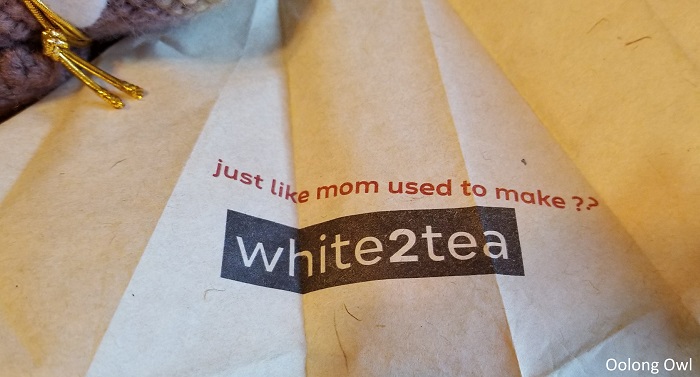 just like mom used to make ??
white2tea
Oolong Owl